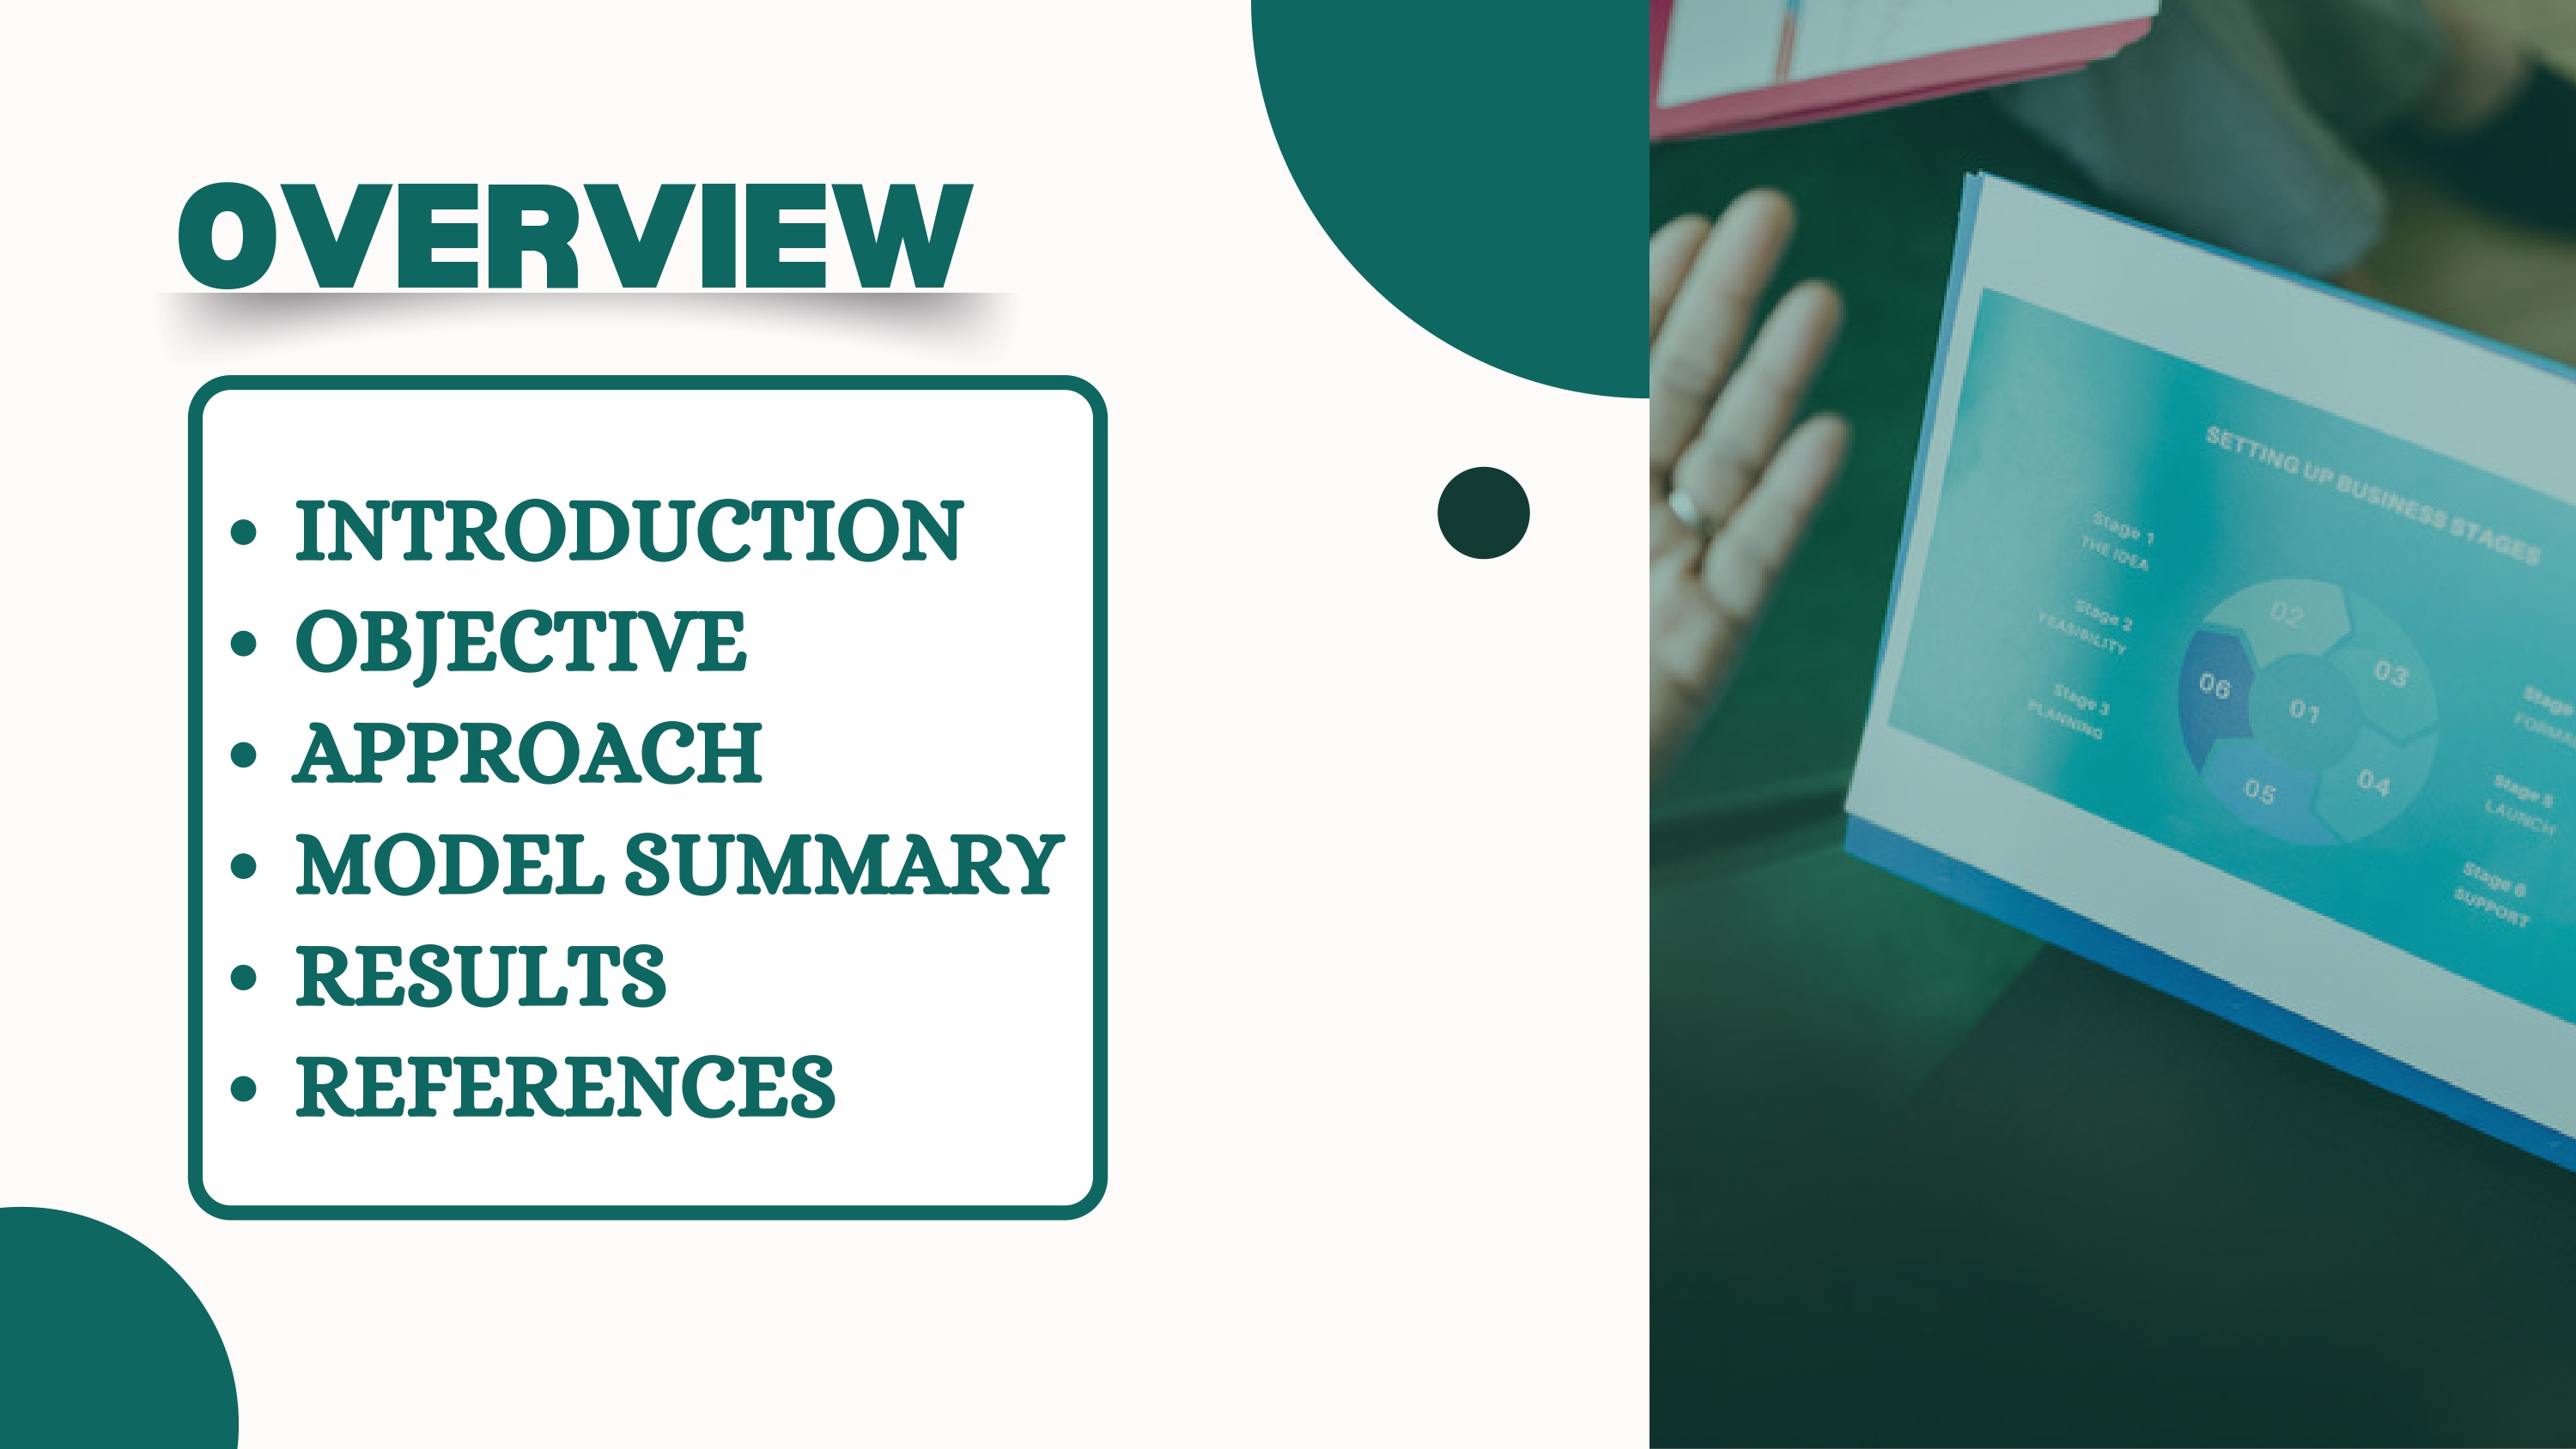 OVERVIEW
INTRODUCTION
OBJECTIVE
APPROACH
MODEL SUMMARY
RESULTS
REFERENCES
SETTING UP BUSINESS STAGES
Stage 1
THE IDEA
Stage 2
FEASIBILITY
Stage 3
PLANNING
02
03
06
01
04
05
Stage
Stage 5
LAUNCH
Stage 6
SUPPORT